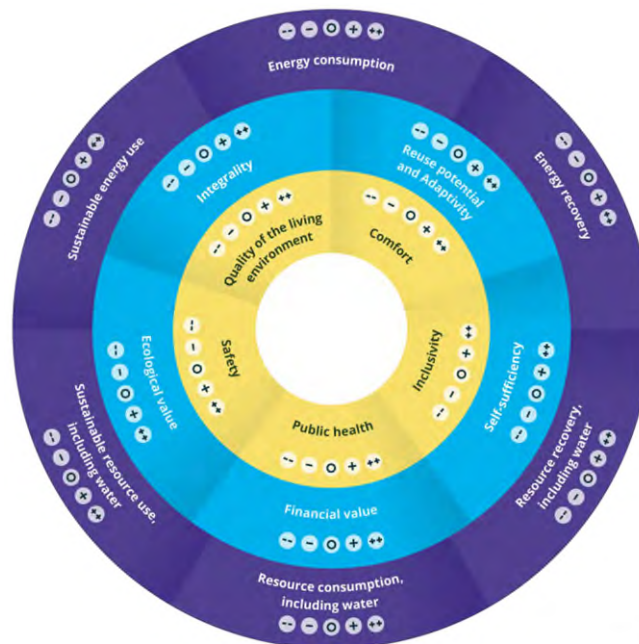 -- - O + ++
Energy consumption
-- - O + ++
Energy recovery
Resource recovery,
including water
-- - O + ++
Resource consumption,
including water
-- - O + ++
Sustainable resource use,
including water
-- - O + ++
-- - O + ++
Sustainable energy use
-- - O + ++
Integrality
-- - O + ++
Reuse potential
and Adaptivity
Self-sufficiency
-- - O + ++
Financial value
-- - O + ++
Ecological value
-- - O + ++
-- - O + ++
Quality of the living
environment
-- - O + ++
Comfort
Inclusivity
-- - O + ++
Public health
-- - O + ++
Safety
-- - O + ++